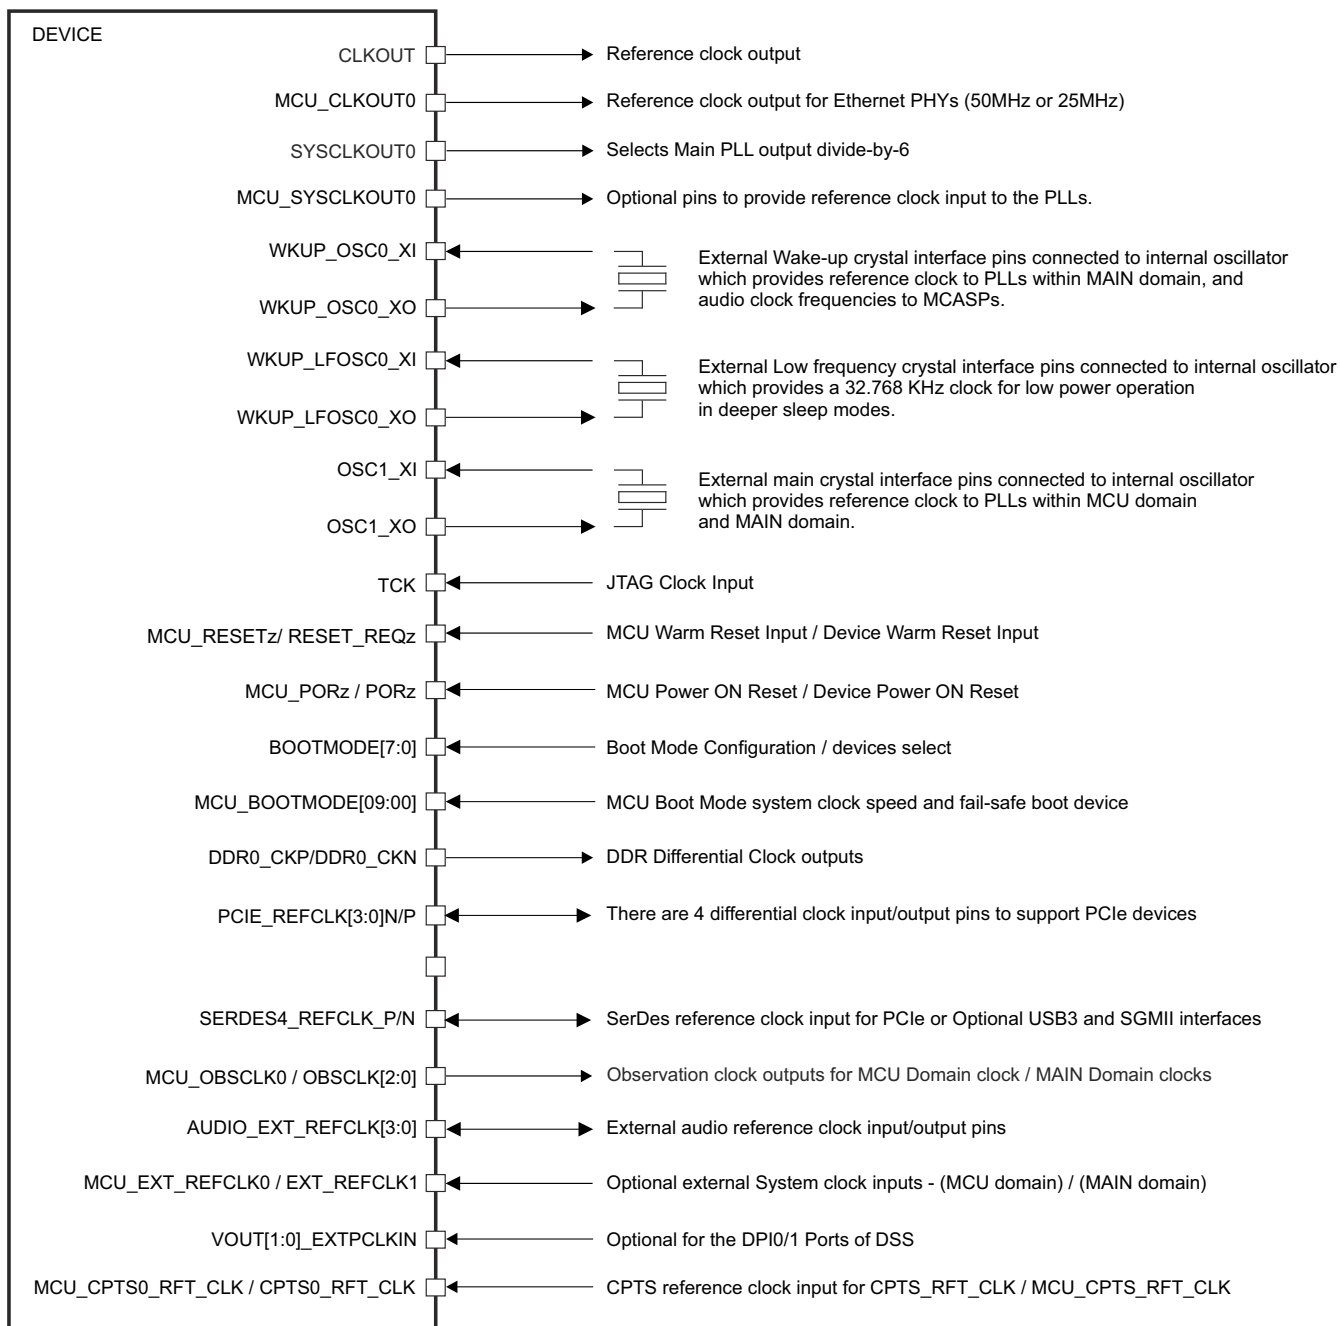 DEVICE
CLKOUT Reference clock output
MCU_CLKOUT0 Reference clock output for Ethernet PHYs (50MHz or 25MHz)
SYSCLKOUT0 Selects Main PLL output divide-by-6
MCU_SYSCLKOUT0 Optional pins to provide reference clock input to the PLLs.
WKUP_OSC0_XI
External Wake-up crystal interface pins connected to internal oscillator
which provides reference clock to PLLs within MAIN domain, and
audio clock frequencies to MCASPs.
WKUP_OSC0_XO
WKUP_LFOSC0_XI
External Low frequency crystal interface pins connected to internal oscillator
which provides a 32.768 KHz clock for low power operation
in deeper sleep modes.
WKUP_LFOSC0_XO
OSC1_XI
External main crystal interface pins connected to internal oscillator
which provides reference clock to PLLs within MCU domain
and MAIN domain.
OSC1_XO
TCK JTAG Clock Input
MCU_RESETz/ RESET_REQz MCU Warm Reset Input / Device Warm Reset Input
MCU_PORz / PORz MCU Power ON Reset / Device Power ON Reset
BOOTMODE[7:0] Boot Mode Configuration / devices select
MCU_BOOTMODE[09:00] MCU Boot Mode system clock speed and fail-safe boot device
DDR0_CKP/DDR0_CKN DDR Differential Clock outputs
PCIE_REFCLK[3:0]N/P There are 4 differential clock input/output pins to support PCIe devices
SERDES4_REFCLK_P/N SerDes reference clock input for PCIe or Optional USB3 and SGMII interfaces
MCU_OBSCLK0 / OBSCLK[2:0] Observation clock outputs for MCU Domain clock / MAIN Domain clocks
AUDIO_EXT_REFCLK[3:0] External audio reference clock input/output pins
MCU_EXT_REFCLK0 / EXT_REFCLK1 Optional external System clock inputs - (MCU domain) / (MAIN domain)
VOUT[1:0]_EXTPCLKIN Optional for the DPI0/1 Ports of DSS
MCU_CPTS0_RFT_CLK / CPTS0_RFT_CLK CPTS reference clock input for CPTS_RFT_CLK / MCU_CPTS_RFT_CLK